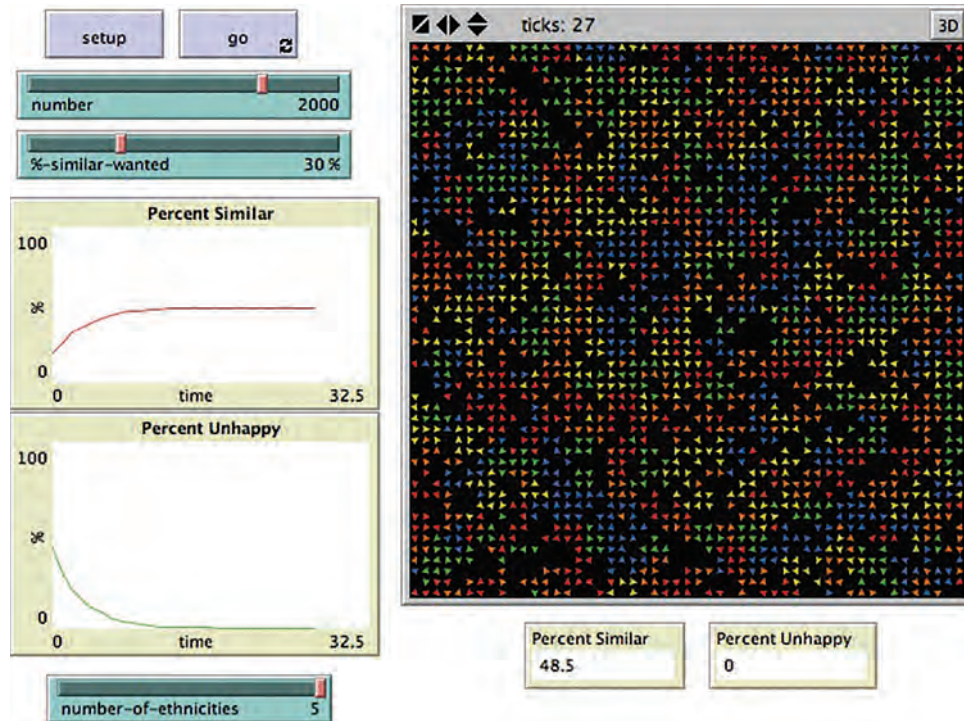 setup
go
number 2000
%-similar-wanted 30 %
Percent Similar
100
%
0
0 time 32.5
Percent Unhappy
100
%
0
0 time 32.5
number-of-ethnicities 5
ticks: 27
3D
Percent Similar
48.5
Percent Unhappy
0